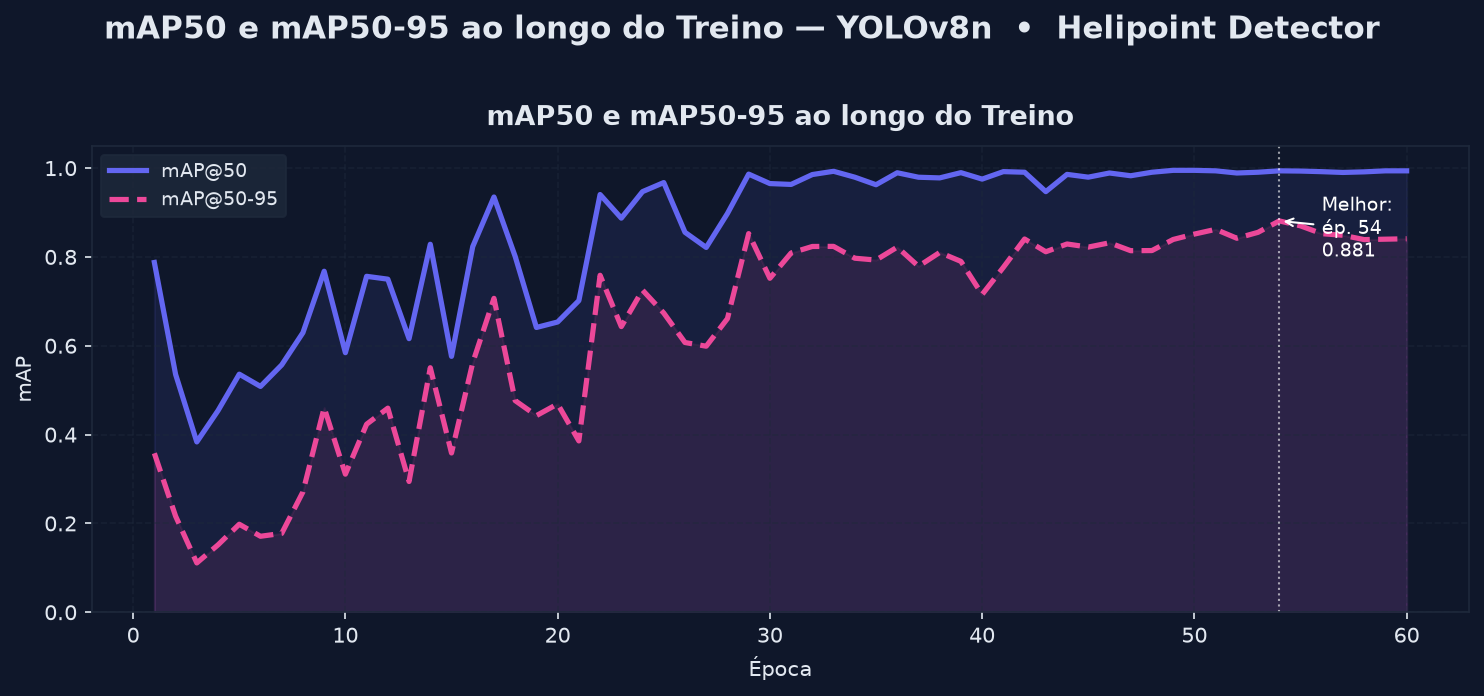 mAP50 e mAP50-95 ao longo do Treino — YOLOv8n • Helipoint Detector
mAP50 e mAP50-95 ao longo do Treino
mAP@50
mAP@50-95
Melhor:
ép. 54
0.881
mAP
1.0
0.8
0.6
0.4
0.2
0.0
0 10 20 30 40 50 60
Época